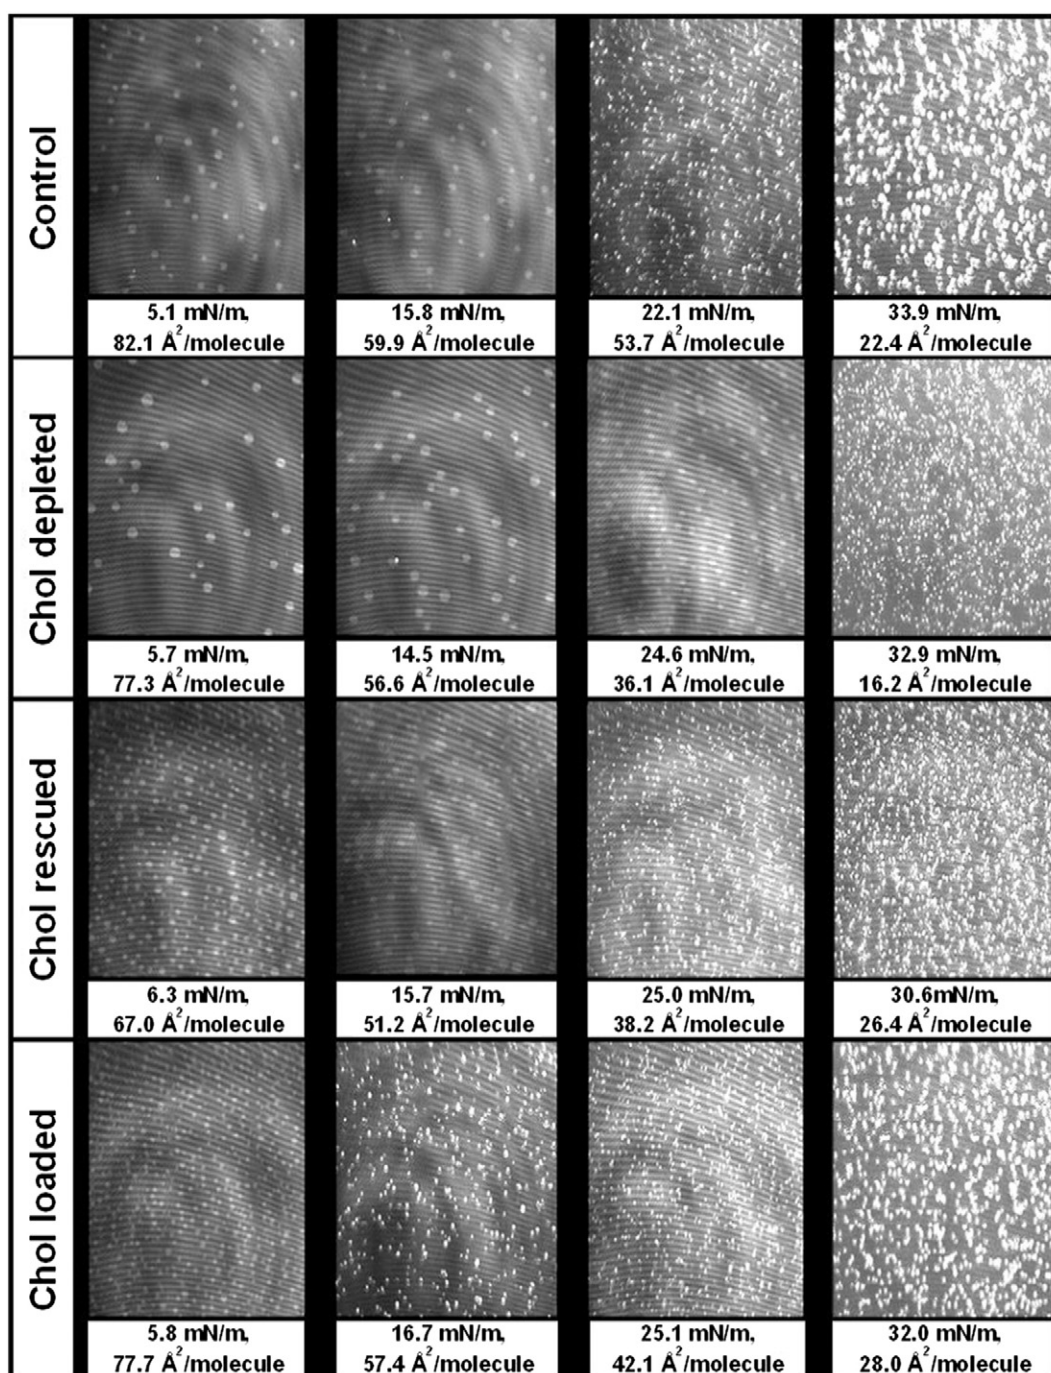 Control
5.1 mN/m,
82.1 Å²/molecule
15.8 mN/m,
59.9 Å²/molecule
22.1 mN/m,
53.7 Å²/molecule
33.9 mN/m,
22.4 Å²/molecule
Chol depleted
5.7 mN/m,
77.3 Å²/molecule
14.5 mN/m,
56.6 Å²/molecule
24.6 mN/m,
36.1 Å²/molecule
32.9 mN/m,
16.2 Å²/molecule
Chol rescued
6.3 mN/m,
67.0 Å²/molecule
15.7 mN/m,
51.2 Å²/molecule
25.0 mN/m,
38.2 Å²/molecule
30.6mN/m,
26.4 Å²/molecule
Chol loaded
5.8 mN/m,
77.7 Å²/molecule
16.7 mN/m,
57.4 Å²/molecule
25.1 mN/m,
42.1 Å²/molecule
32.0 mN/m,
28.0 Å²/molecule